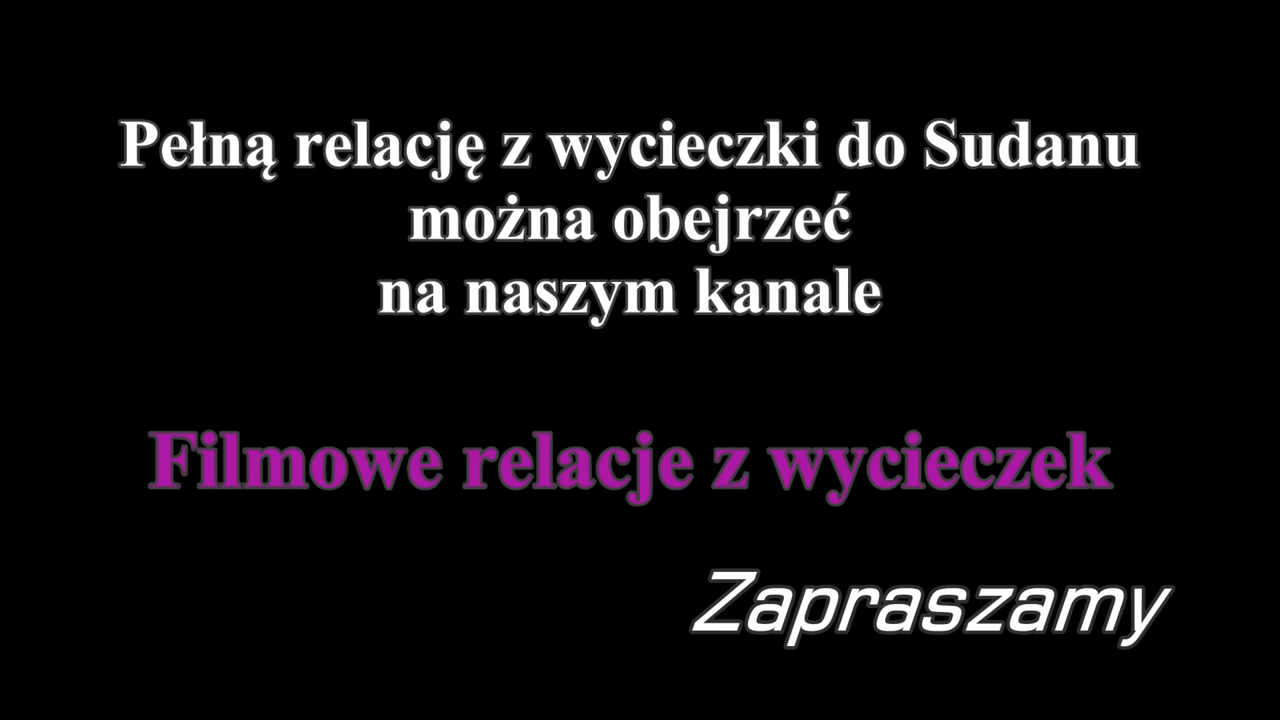 Pełną relację z wycieczki do Sudanu
można obejrzeć
na naszym kanale
Filmowe relacje z wycieczek
Zapraszamy